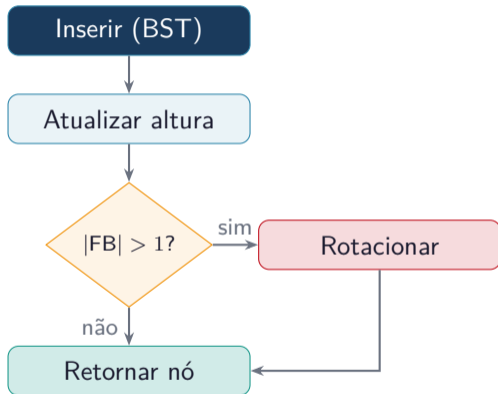 Inserir (BST)
Atualizar altura
|FB| > 1?
sim
Rotacionar
não
Retornar nó